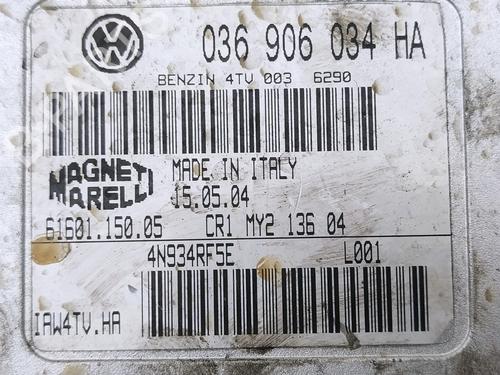 036 906 034 HA
BENZIN 4TV 003 6290
MAGNETI MARELLI
MADE IN ITALY
15.05.04
61601.150.05 CR1 MY2 136 04
4N934RF5E L001
IAW4TV.HA